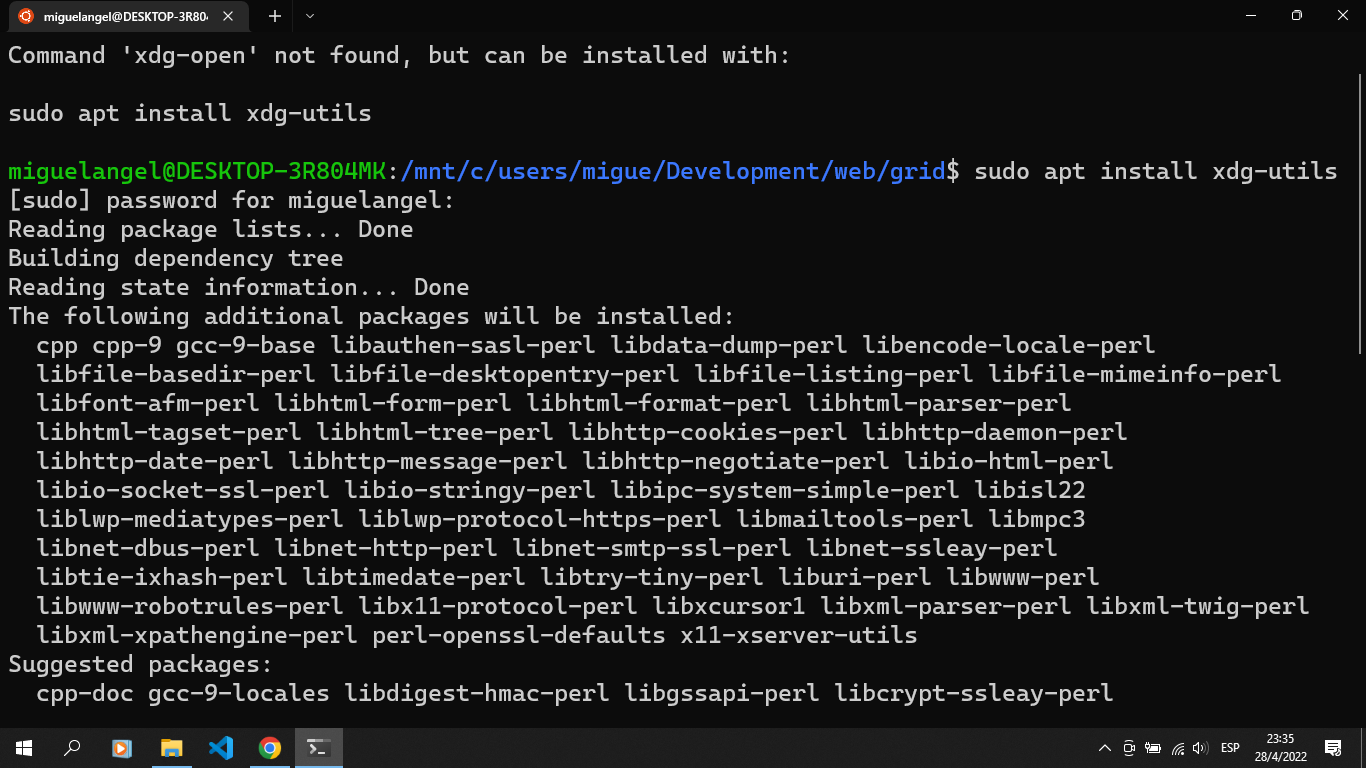 miguelangel@DESKTOP-3R80
Command 'xdg-open' not found, but can be installed with:
sudo apt install xdg-utils
miguelangel@DESKTOP-3R804MK:/mnt/c/users/migue/Development/web/grid$ sudo apt install xdg-utils
[sudo] password for miguelangel:
Reading package lists... Done
Building dependency tree
Reading state information... Done
The following additional packages will be installed:
cpp cpp-9 gcc-9-base libauthen-sasl-perl libdata-dump-perl libencode-locale-perl
libfile-basedir-perl libfile-desktopentry-perl libfile-listing-perl libfile-mimeinfo-perl
libfont-afm-perl libhtml-form-perl libhtml-format-perl libhtml-parser-perl
libhtml-tagset-perl libhtml-tree-perl libhttp-cookies-perl libhttp-daemon-perl
libhttp-date-perl libhttp-message-perl libhttp-negotiate-perl libio-html-perl
libio-socket-ssl-perl libio-stringy-perl libipc-system-simple-perl libisl22
liblwp-mediatypes-perl liblwp-protocol-https-perl libmailtools-perl libmpc3
libnet-dbus-perl libnet-http-perl libnet-smtp-ssl-perl libnet-ssleay-perl
libtie-ixhash-perl libtimedate-perl libtry-tiny-perl liburi-perl libwww-perl
libwww-robotrules-perl libx11-protocol-perl libxcursor1 libxml-parser-perl libxml-twig-perl
libxml-xpathengine-perl perl-openssl-defaults x11-xserver-utils
Suggested packages:
cpp-doc gcc-9-locales libdigest-hmac-perl libgssapi-perl libcrypt-ssleay-perl
ESP
23:35
28/4/2022